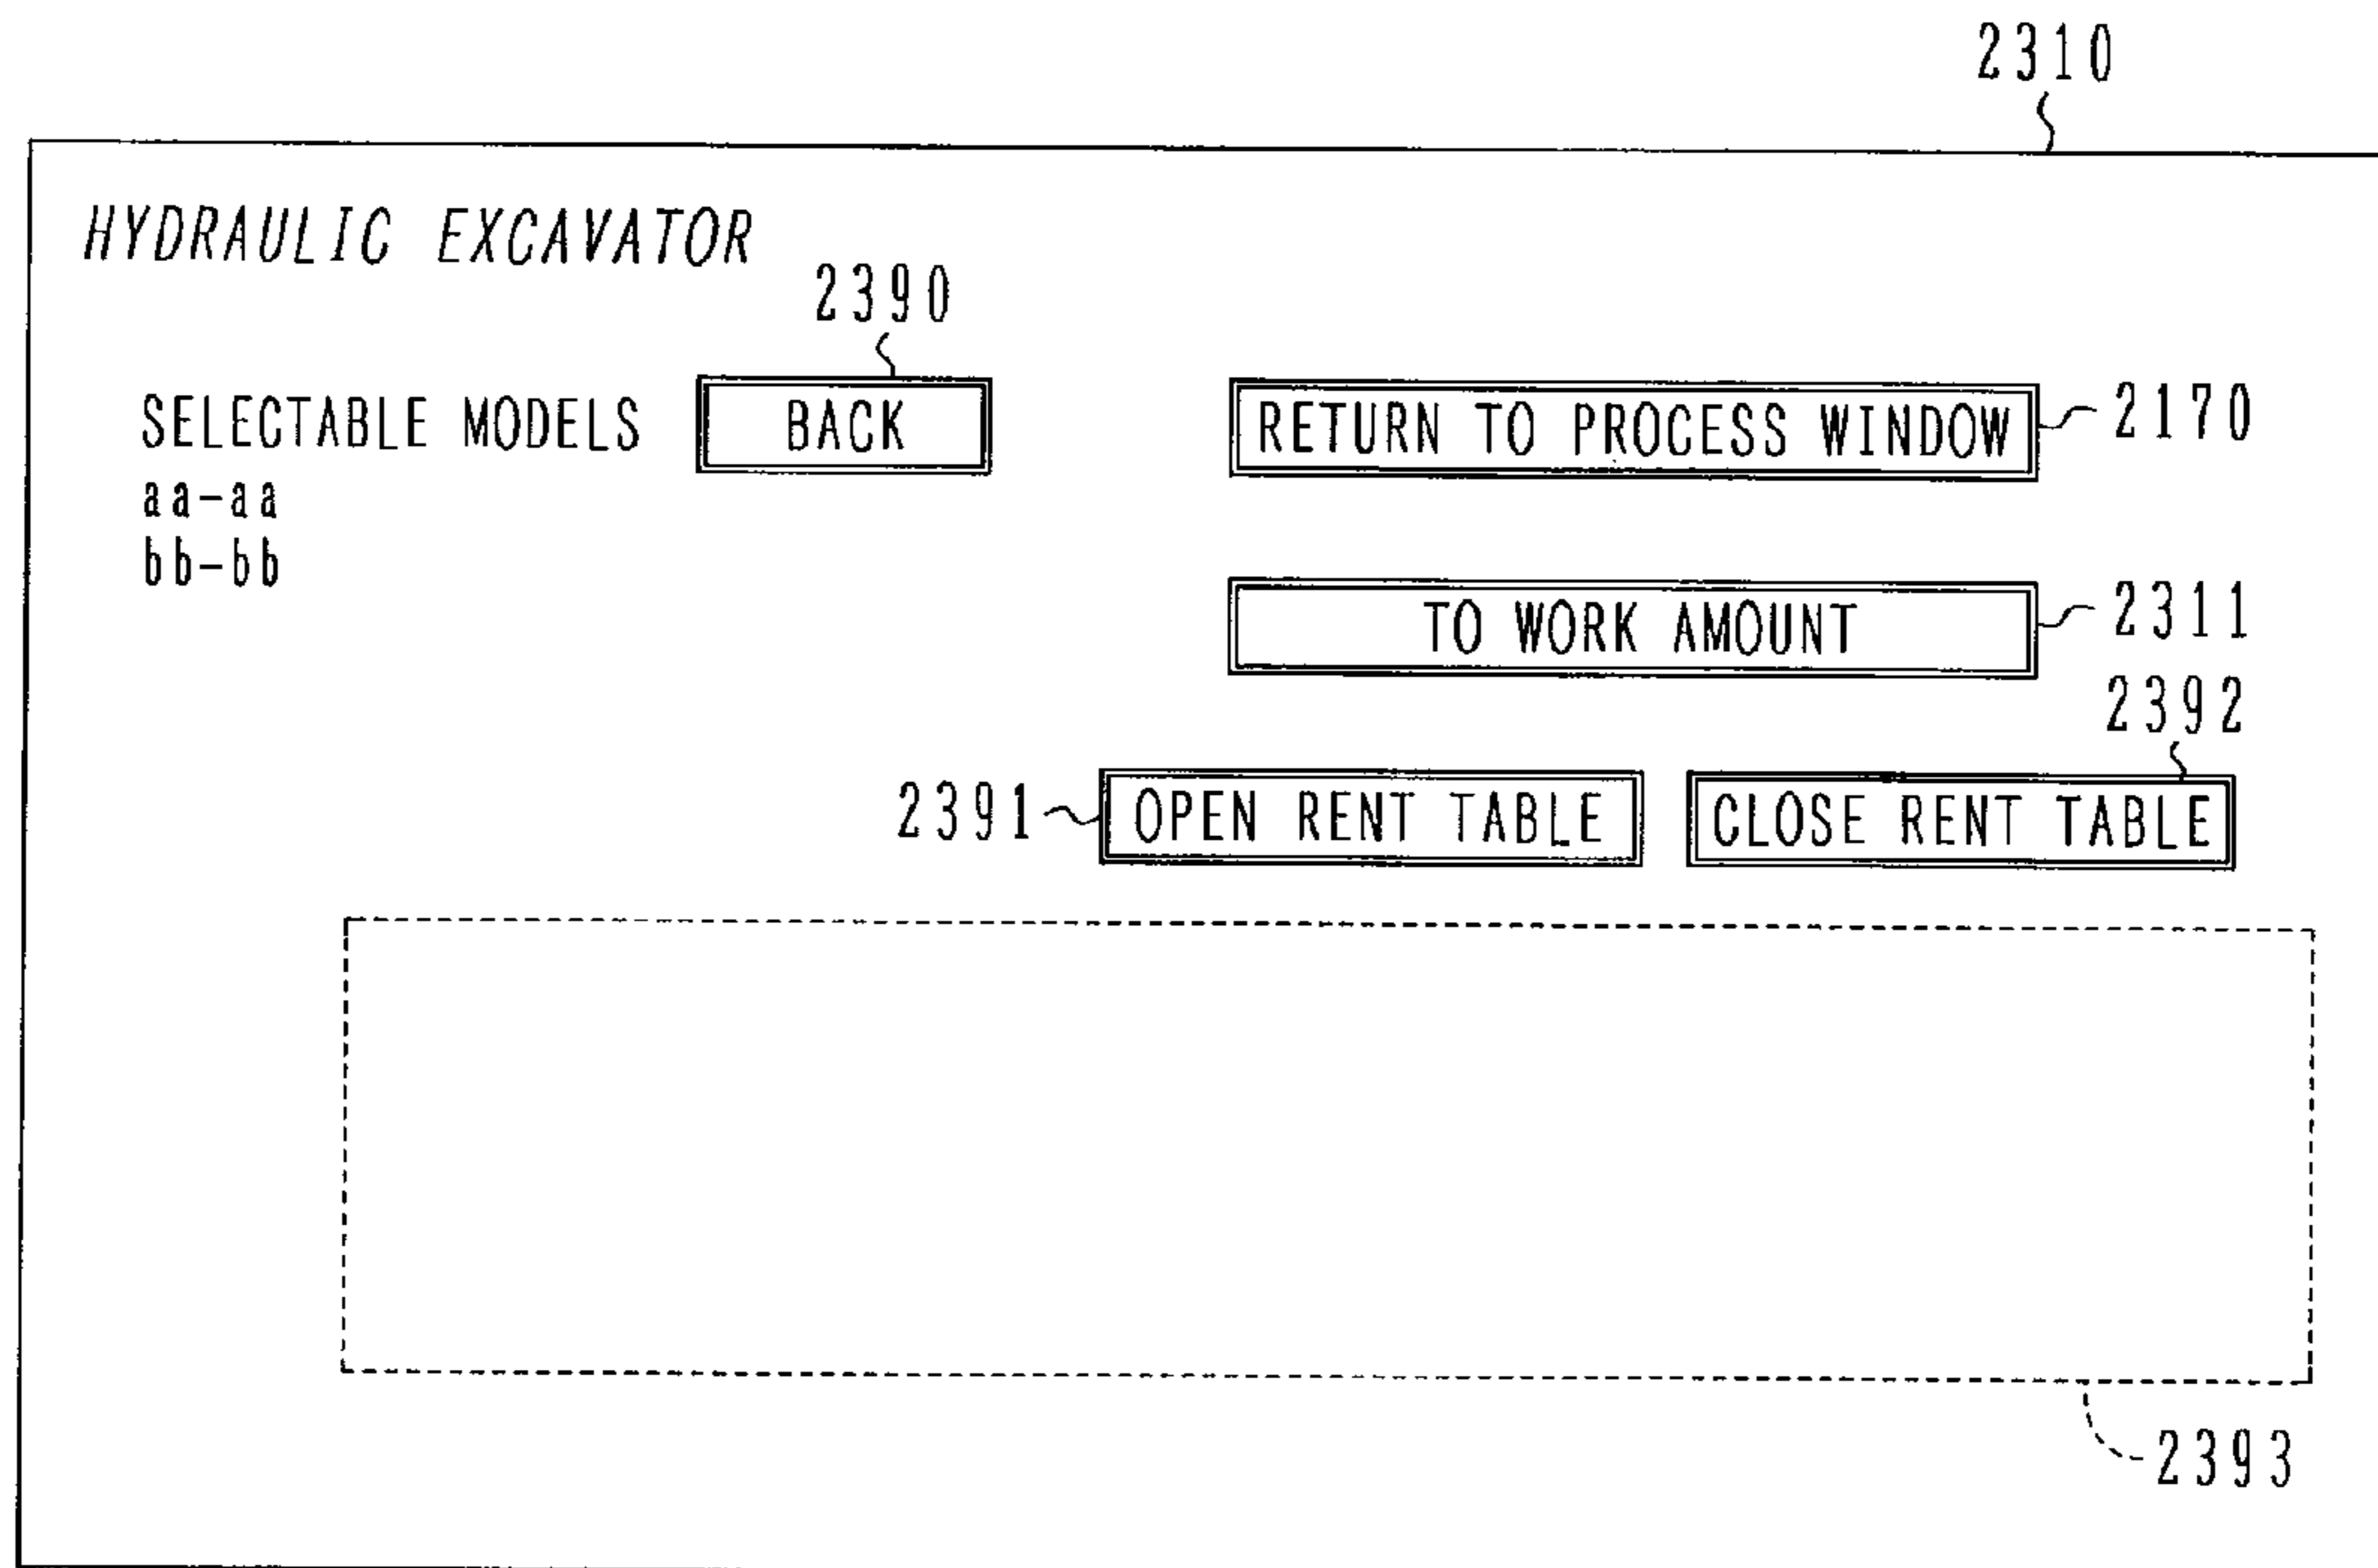 2310
HYDRAULIC EXCAVATOR
2390
SELECTABLE MODELS BACK RETURN TO PROCESS WINDOW 2170
aa-aa
bb-bb
TO WORK AMOUNT 2311
2392
2391 OPEN RENT TABLE CLOSE RENT TABLE
2393